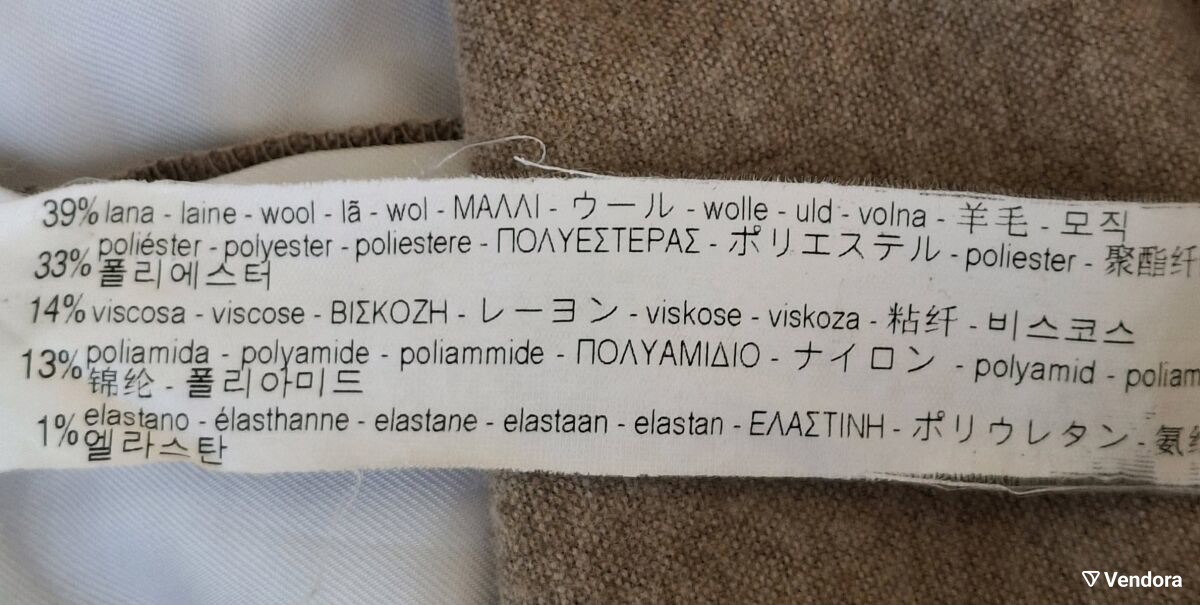 39% lana - laine - wool - lã - wol - ΜΑΛΛΙ - ウール - wolle - uld - volna - 羊毛 - 모직
33% poliéster - polyester - poliestere - ΠΟΛΥΕΣΤΕΡΑΣ - ポリエステル - poliester - 聚酯纤
폴리에스터
14% viscosa - viscose - ΒΙΣΚΟΖΗ - レーヨン - viskose - viskoza - 粘纤 - 비스코스
13% poliamida - polyamide - poliammide - ΠΟΛΥΑΜΙΔΙΟ - ナイロン - polyamid - poliam
锦纶 - 폴리아미드
1% elastano - élasthanne - elastane - elastaan - elastan - ΕΛΑΣΤΙΝΗ - ポリウレタン - 氨纟
엘라스탄
Vendora